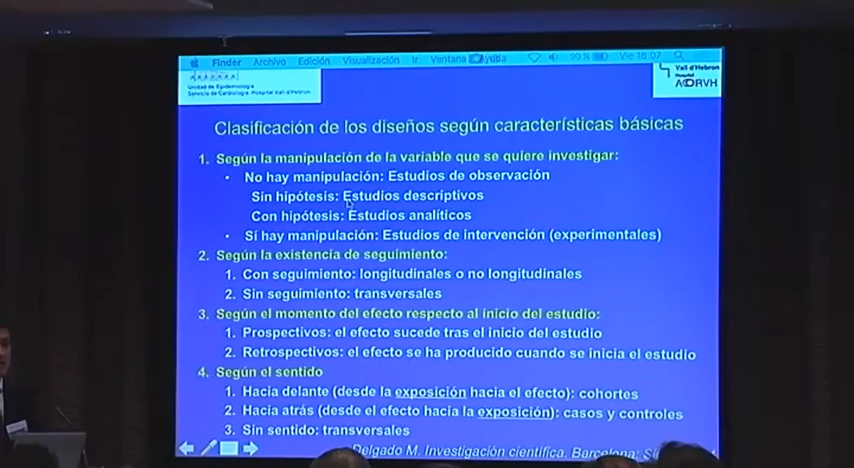 Finder Archivo Edición Visualización Ir Ventana Ayuda 99 % Vie 16:07
Unidad de Epidemiología
Servicio de Cardiología. Hospital Vall d'Hebron
Vall d'Hebron
Hospital
ACORVH
Clasificación de los diseños según características básicas
1. Según la manipulación de la variable que se quiere investigar:
• No hay manipulación: Estudios de observación
Sin hipótesis: Estudios descriptivos
Con hipótesis: Estudios analíticos
• Sí hay manipulación: Estudios de intervención (experimentales)
2. Según la existencia de seguimiento:
1. Con seguimiento: longitudinales o no longitudinales
2. Sin seguimiento: transversales
3. Según el momento del efecto respecto al inicio del estudio:
1. Prospectivos: el efecto sucede tras el inicio del estudio
2. Retrospectivos: el efecto se ha producido cuando se inicia el estudio
4. Según el sentido
1. Hacia delante (desde la exposición hacia el efecto): cohortes
2. Hacia atrás (desde el efecto hacia la exposición): casos y controles
3. Sin sentido: transversales
Delgado M. Investigación científica. Barcelona: